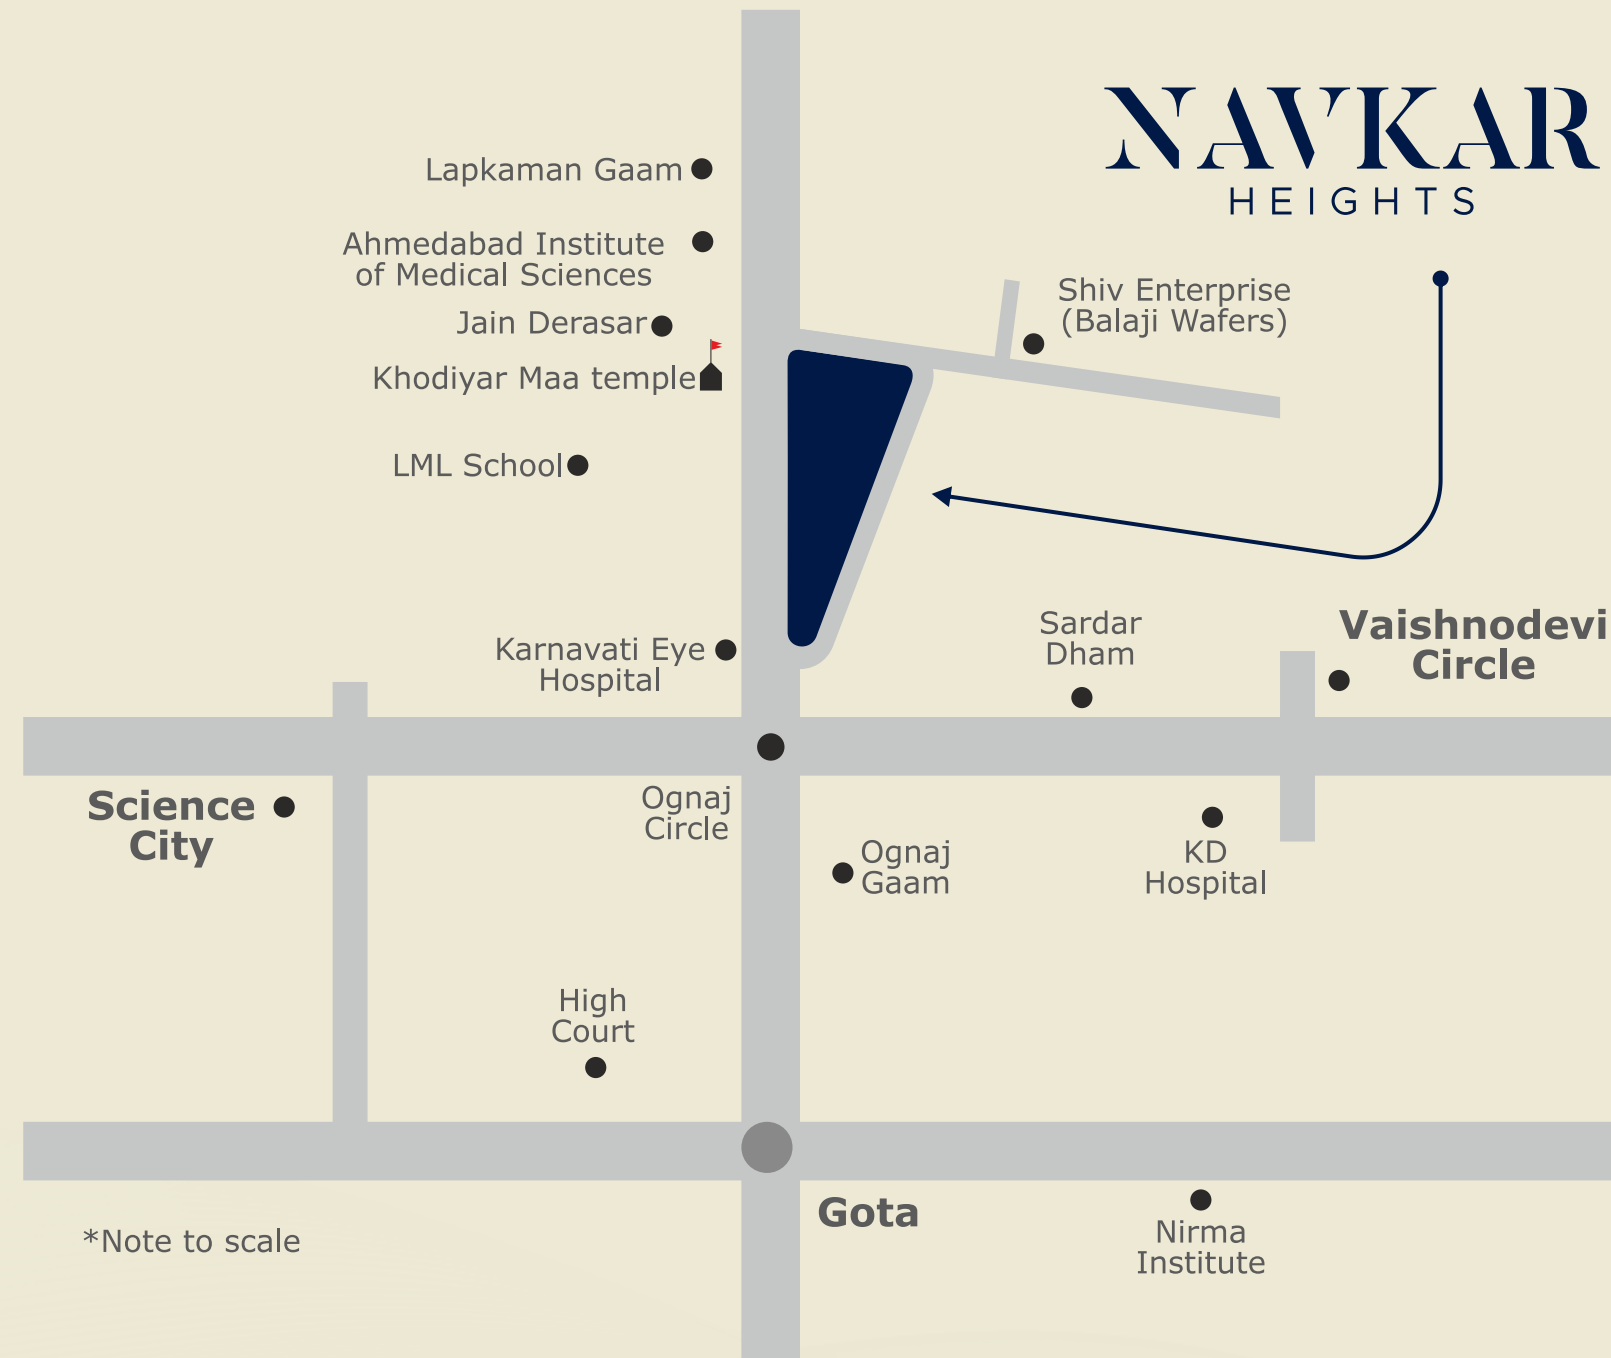 NAVKAR
HEIGHTS
Lapkaman Gaam
Ahmedabad Institute
of Medical Sciences
Jain Derasar
Khodiyar Maa temple
LML School
Shiv Enterprise
(Balaji Wafers)
Karnavati Eye
Hospital
Sardar
Dham
Vaishnodevi
Circle
Science
City
Ognaj
Circle
Ognaj
Gaam
KD
Hospital
High
Court
Gota
Nirma
Institute
*Note to scale